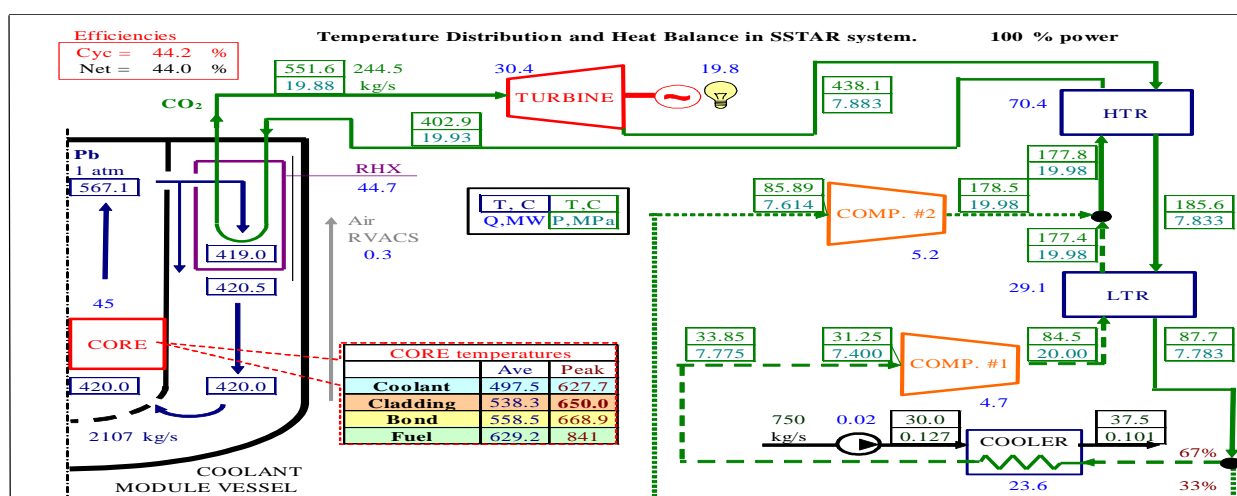 Efficiencies
Cyc = 44.2 %
Net = 44.0 %
Temperature Distribution and Heat Balance in SSTAR system. 100 % power
551.6
19.88
244.5
kg/s
30.4
TURBINE
~
19.8
438.1
7.883
70.4
HTR
CO₂
402.9
19.93
Pb
1 atm
567.1
RHX
44.7
T, C T,C
Q,MW P,MPa
Air
RVACS
0.3
85.89
7.614
COMP. #2
5.2
178.5
19.98
177.8
19.98
177.4
19.98
185.6
7.833
419.0
420.5
45
CORE
420.0
420.0
2107 kg/s
COOLANT
MODULE VESSEL
29.1
LTR
CORE temperatures
Ave Peak
Coolant 497.5 627.7
Cladding 538.3 650.0
Bond 558.5 668.9
Fuel 629.2 841
33.85
7.775
31.25
7.400
COMP. #1
4.7
84.5
20.00
87.7
7.783
750
kg/s
0.02
30.0
0.127
COOLER
23.6
37.5
0.101
67%
33%